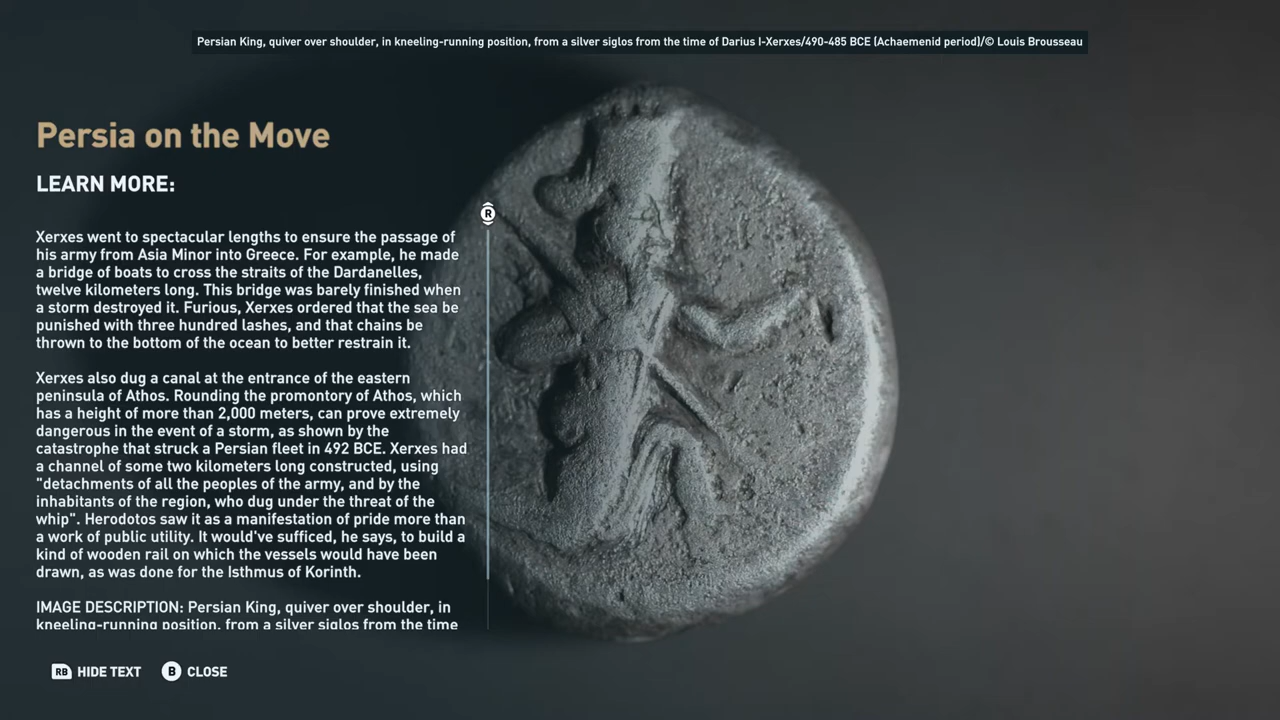 Persian King, quiver over shoulder, in kneeling-running position, from a silver siglos from the time of Darius I-Xerxes/490-485 BCE (Achaemenid period)/© Louis Brousseau
Persia on the Move
LEARN MORE:
R
Xerxes went to spectacular lengths to ensure the passage of
his army from Asia Minor into Greece. For example, he made
a bridge of boats to cross the straits of the Dardanelles,
twelve kilometers long. This bridge was barely finished when
a storm destroyed it. Furious, Xerxes ordered that the sea be
punished with three hundred lashes, and that chains be
thrown to the bottom of the ocean to better restrain it.
Xerxes also dug a canal at the entrance of the eastern
peninsula of Athos. Rounding the promontory of Athos, which
has a height of more than 2,000 meters, can prove extremely
dangerous in the event of a storm, as shown by the
catastrophe that struck a Persian fleet in 492 BCE. Xerxes had
a channel of some two kilometers long constructed, using
"detachments of all the peoples of the army, and by the
inhabitants of the region, who dug under the threat of the
whip". Herodotos saw it as a manifestation of pride more than
a work of public utility. It would've sufficed, he says, to build a
kind of wooden rail on which the vessels would have been
drawn, as was done for the Isthmus of Korinth.
IMAGE DESCRIPTION: Persian King, quiver over shoulder, in
kneeling-running position, from a silver siglos from the time
RB HIDE TEXT B CLOSE